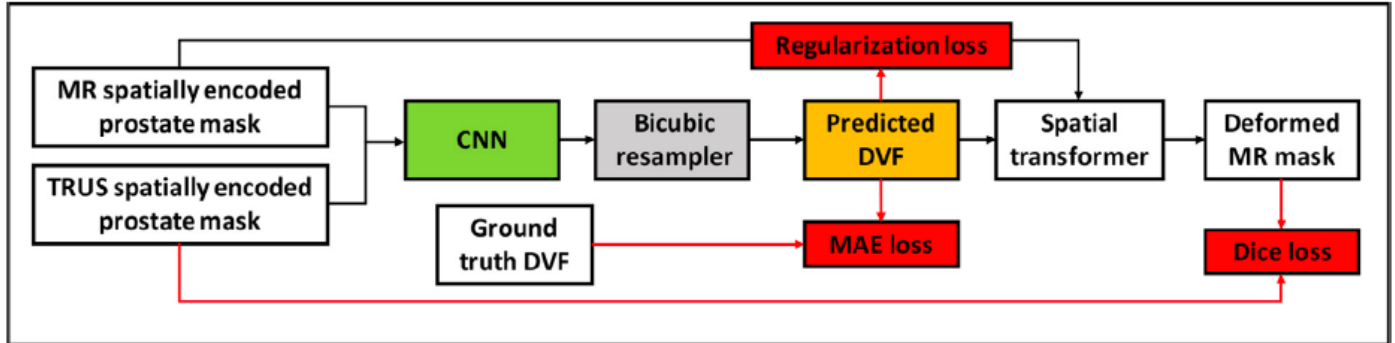 Regularization loss
MR spatially encoded
prostate mask
TRUS spatially encoded
prostate mask
CNN
Bicubic
resampler
Predicted
DVF
Spatial
transformer
Deformed
MR mask
Ground
truth DVF
MAE loss
Dice loss